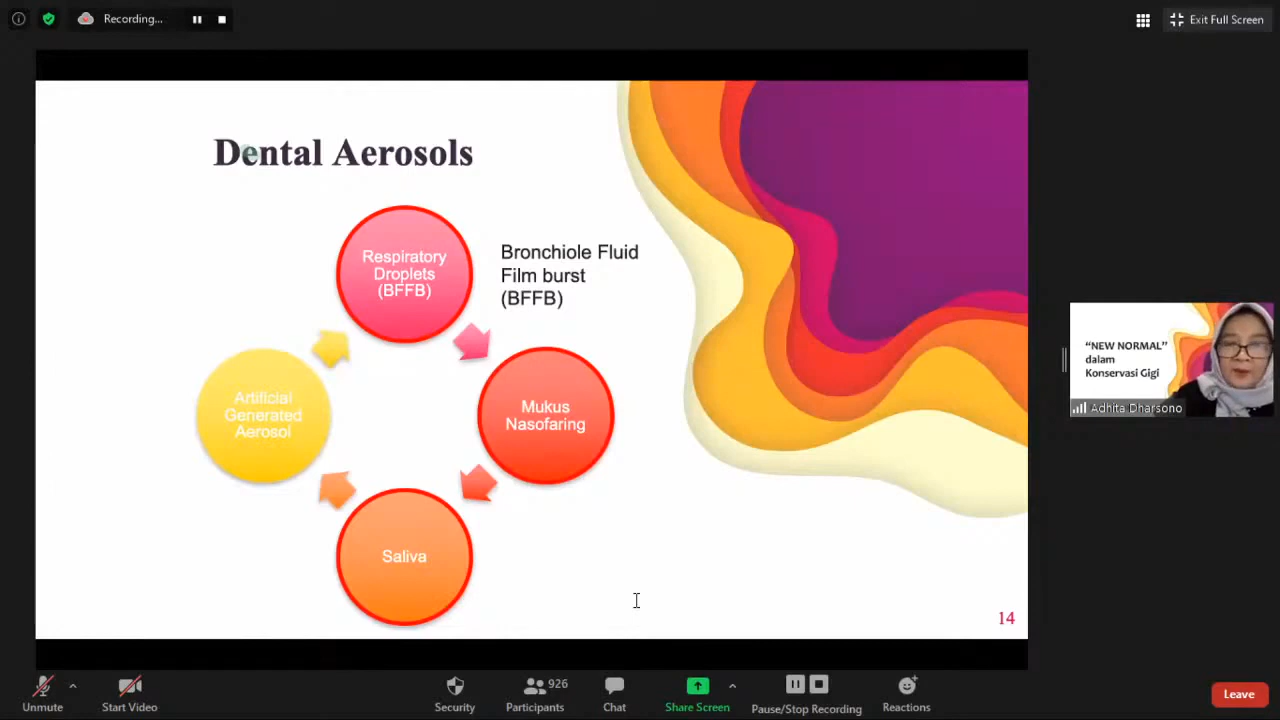 Recording...
Exit Full Screen
Dental Aerosols
Respiratory
Droplets
(BFFB)
Bronchiole Fluid
Film burst
(BFFB)
Mukus
Nasofaring
Saliva
Artificial
Generated
Aerosol
14
“NEW NORMAL”
dalam
Konservasi Gigi
Adhita Dharsono
Unmute
Start Video
Security
926
Participants
Chat
Share Screen
Pause/Stop Recording
Reactions
Leave